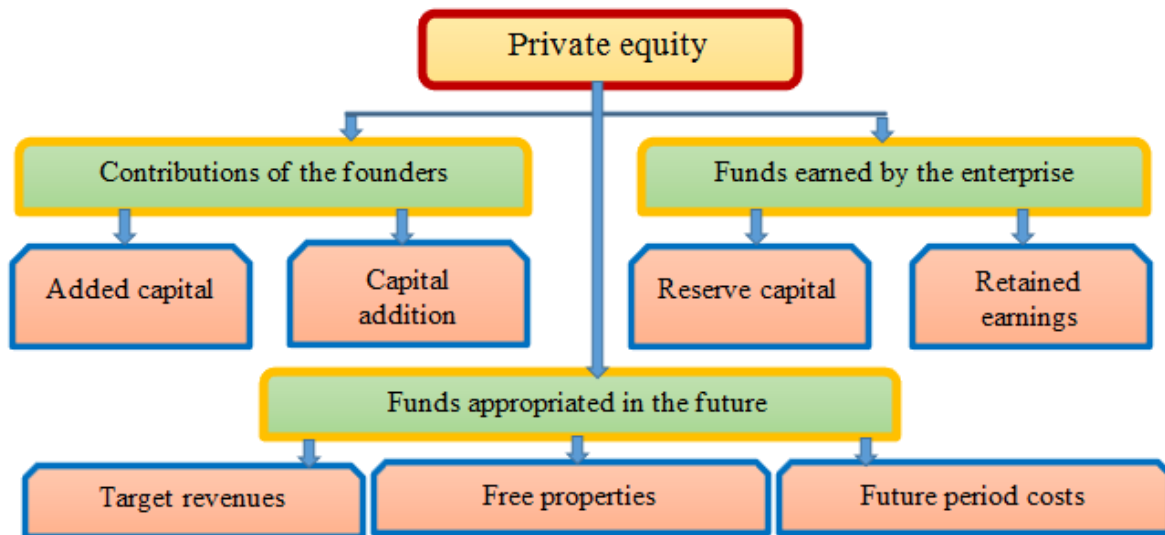 Private equity
Contributions of the founders
Funds earned by the enterprise
Added capital
Capital
addition
Reserve capital
Retained
earnings
Funds appropriated in the future
Target revenues
Free properties
Future period costs